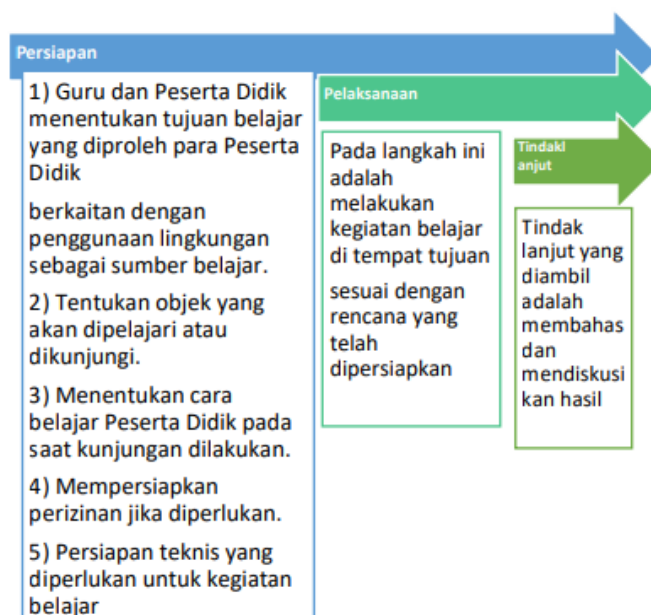 Persiapan
1) Guru dan Peserta Didik
menentukan tujuan belajar
yang diproleh para Peserta
Didik
berkaitan dengan
penggunaan lingkungan
sebagai sumber belajar.
2) Tentukan objek yang
akan dipelajari atau
dikunjungi.
3) Menentukan cara
belajar Peserta Didik pada
saat kunjungan dilakukan.
4) Mempersiapkan
perizinan jika diperlukan.
5) Persiapan teknis yang
diperlukan untuk kegiatan
belajar
Pelaksanaan
Pada langkah ini
adalah
melakukan
kegiatan belajar
di tempat tujuan
sesuai dengan
rencana yang
telah
dipersiapkan
Tindakl
anjut
Tindak
lanjut yang
diambil
adalah
membahas
dan
mendiskusi
kan hasil